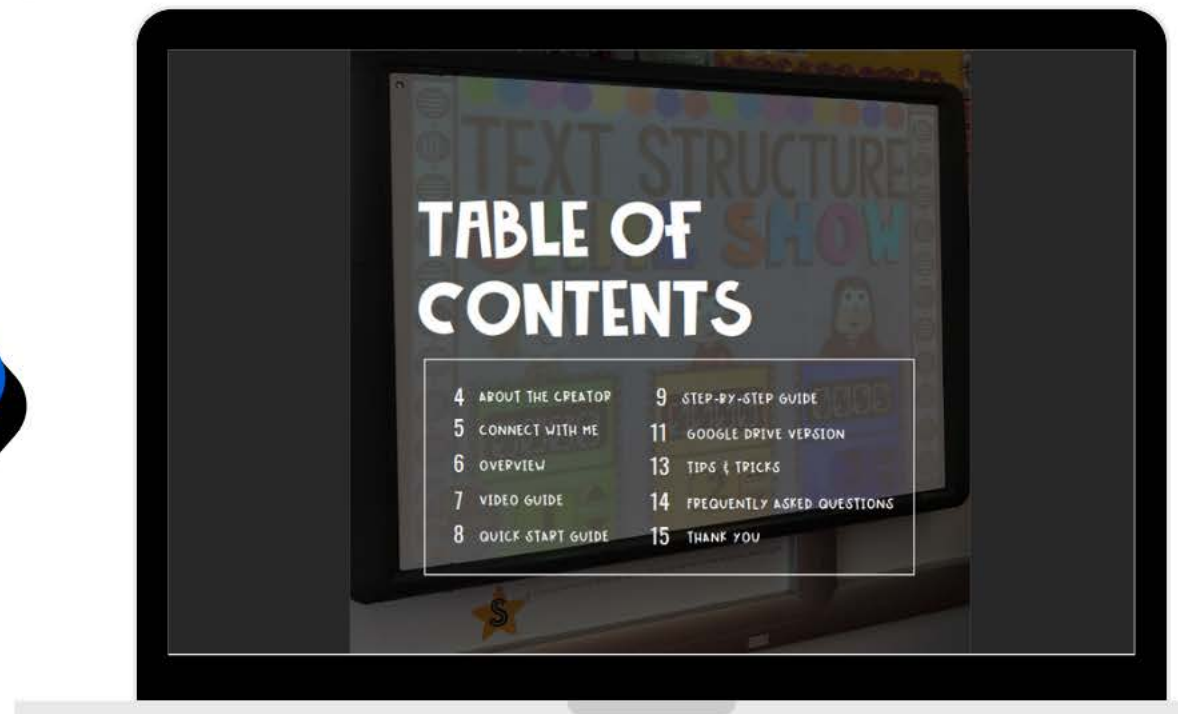 TEXT STRUCTURE
GAME SHOW
TABLE OF
CONTENTS
4 ABOUT THE CREATOR
5 CONNECT WITH ME
6 OVERVIEW
7 VIDEO GUIDE
8 QUICK START GUIDE
9 STEP-BY-STEP GUIDE
11 GOOGLE DRIVE VERSION
13 TIPS & TRICKS
14 FREQUENTLY ASKED QUESTIONS
15 THANK YOU
S